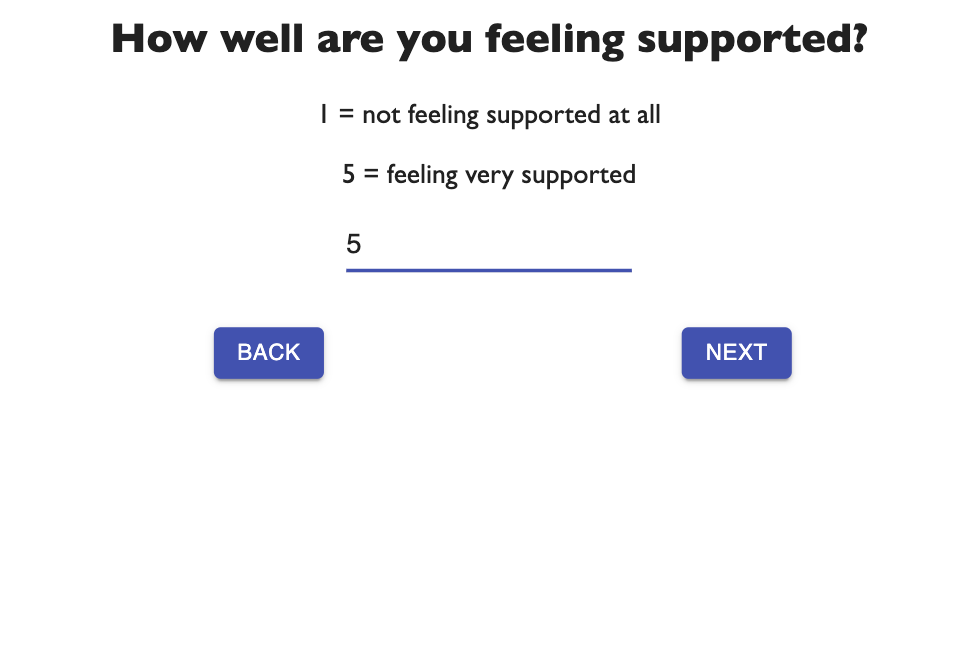 How well are you feeling supported?
1 = not feeling supported at all
5 = feeling very supported
5
BACK
NEXT